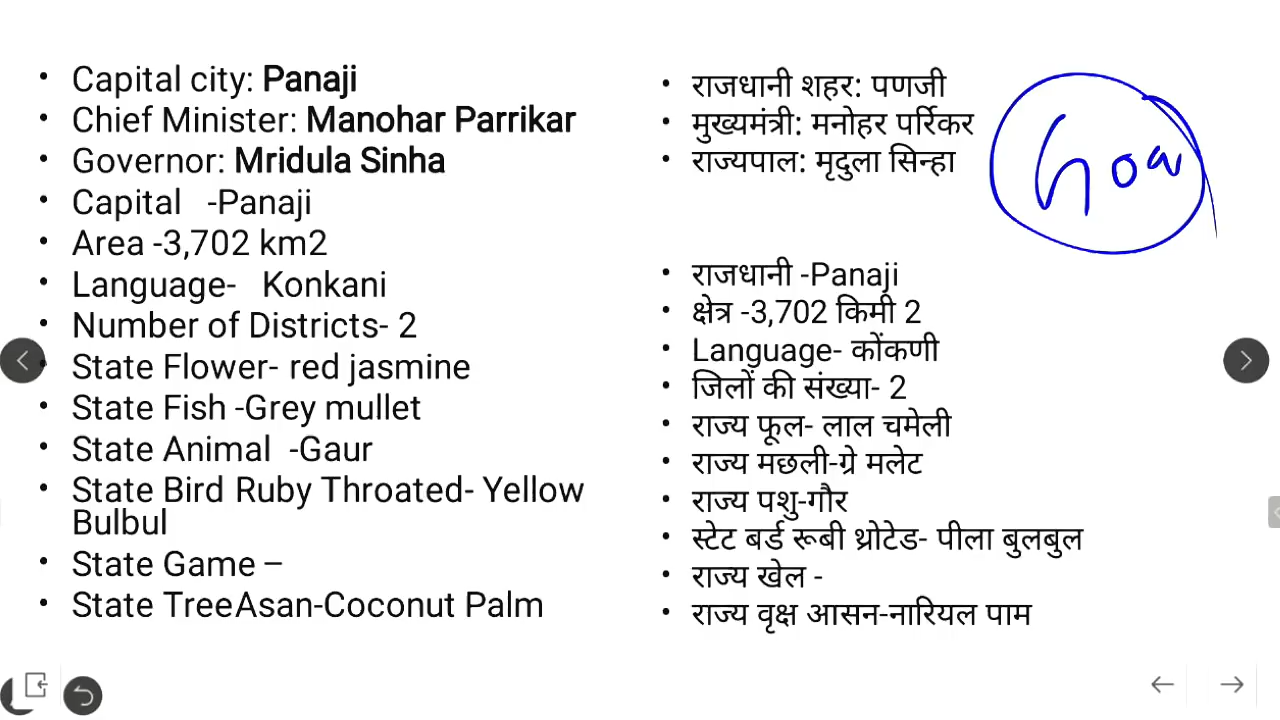 Capital city: Panaji
Chief Minister: Manohar Parrikar
Governor: Mridula Sinha
Capital -Panaji
Area -3,702 km2
Language- Konkani
Number of Districts- 2
State Flower- red jasmine
State Fish -Grey mullet
State Animal -Gaur
State Bird Ruby Throated- Yellow
Bulbul
State Game –
State TreeAsan-Coconut Palm
राजधानी शहर: पणजी
मुख्यमंत्री: मनोहर पर्रिकर
राज्यपाल: मृदुला सिन्हा
राजधानी -Panaji
क्षेत्र -3,702 किमी 2
Language- कोंकणी
जिलों की संख्या- 2
राज्य फूल- लाल चमेली
राज्य मछली-ग्रे मलेट
राज्य पशु-गौर
स्टेट बर्ड रूबी थ्रोटेड- पीला बुलबुल
राज्य खेल -
राज्य वृक्ष आसन-नारियल पाम
Goa